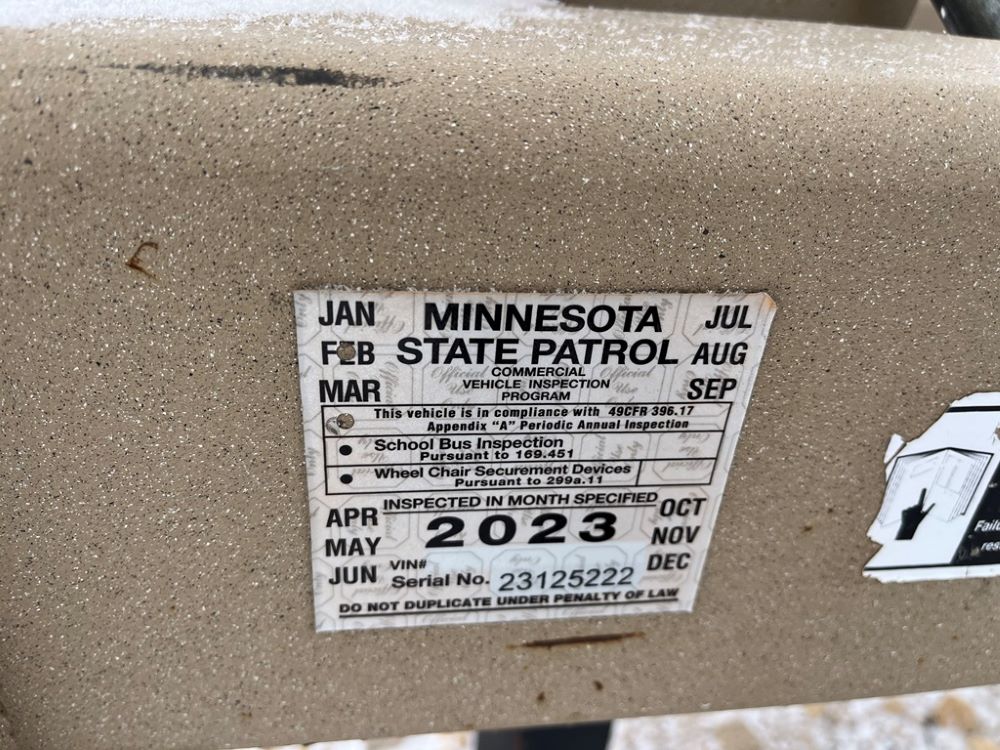 JAN MINNESOTA JUL
FEB STATE PATROL AUG
COMMERCIAL
VEHICLE INSPECTION
PROGRAM
MAR SEP
This vehicle is in compliance with 49CFR 396.17
Appendix "A" Periodic Annual Inspection
• School Bus Inspection
Pursuant to 169.451
• Wheel Chair Securement Devices
Pursuant to 299a.11
INSPECTED IN MONTH SPECIFIED
APR 2023 OCT
MAY NOV
JUN VIN# DEC
Serial No. 23125222
DO NOT DUPLICATE UNDER PENALTY OF LAW